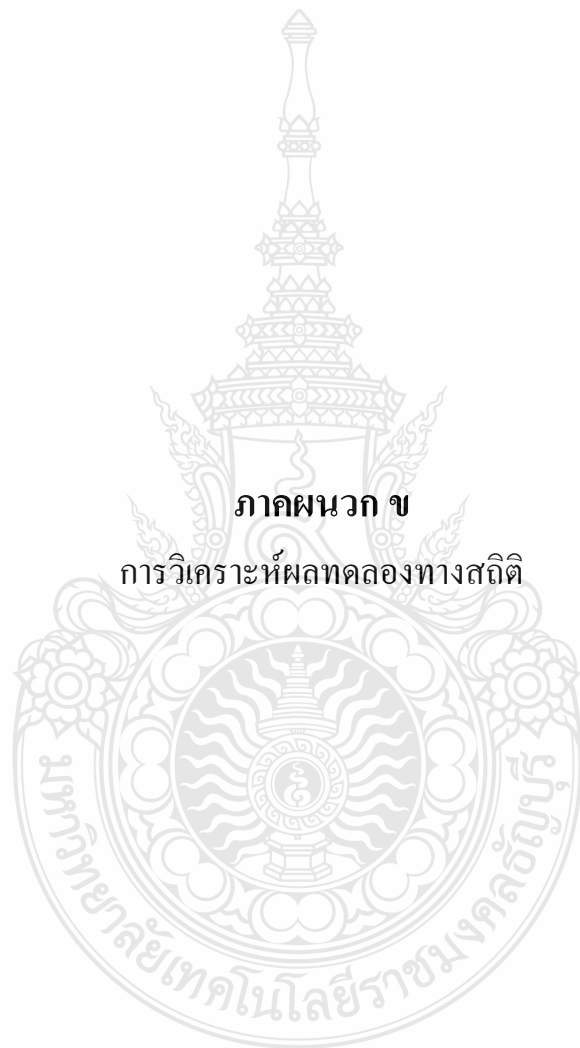 ภาคผนวก ข
การวิเคราะห์ผลทดลองทางสถิติ
มหาวิทยาลัยเทคโนโลยีราชมงคลธัญบุรี